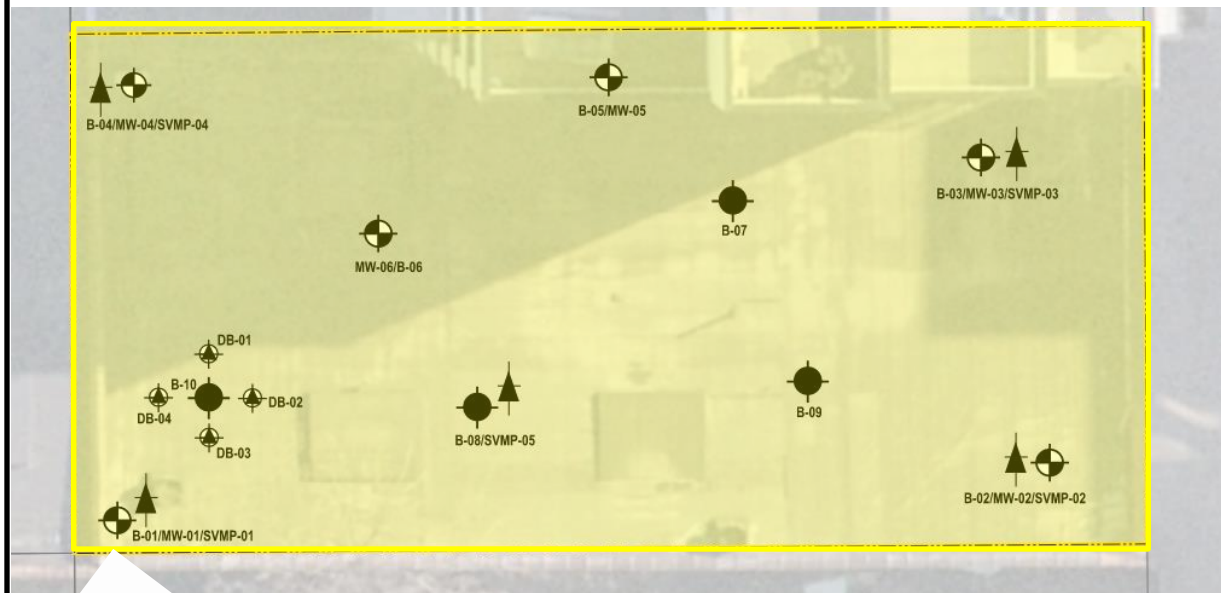 B-04/MW-04/SVMP-04
B-05/MW-05
B-03/MW-03/SVMP-03
B-07
MW-06/B-06
DB-01
B-10
DB-04
DB-02
DB-03
B-08/SVMP-05
B-09
B-02/MW-02/SVMP-02
B-01/MW-01/SVMP-01